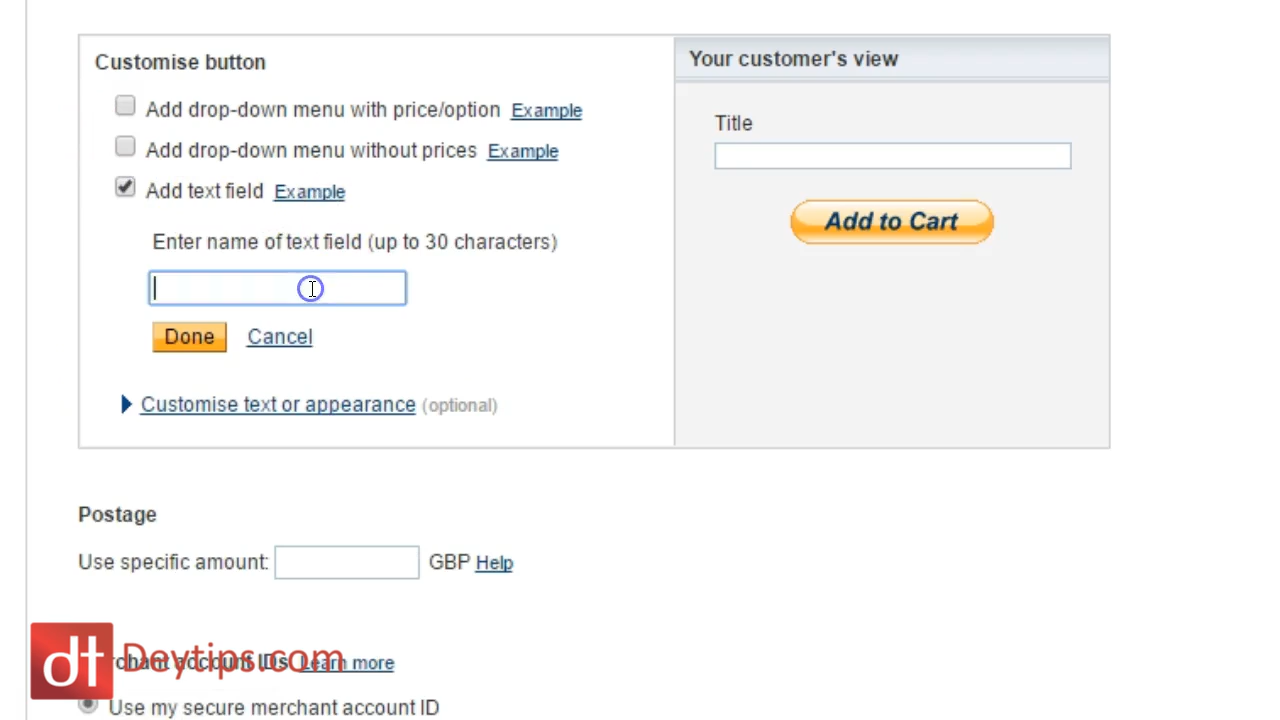 Customise button
Add drop-down menu with price/option Example
Add drop-down menu without prices Example
Add text field Example
Enter name of text field (up to 30 characters)
Done Cancel
Customise text or appearance (optional)
Your customer's view
Title
Add to Cart
Postage
Use specific amount: GBP Help
account IDs Learn more
dt Deytips.com
Use my secure merchant account ID